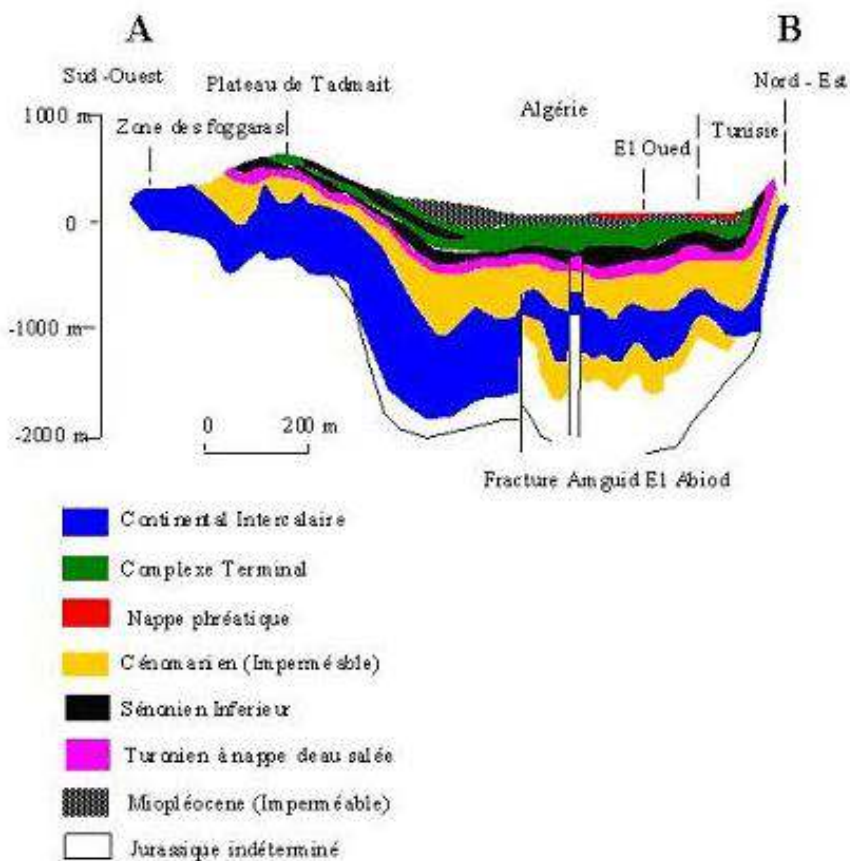 A
B
Sud-Ouest
Plateau de Tadmait
Nord - Est
1000 m
Zone des foggaras
Algérie
Tunisie
El Oued
0
-1000 m
0
200 m
-2000 m
Fracture Amguid El Abiod
Continental Intercalaire
Complexe Terminal
Nappe phréatique
Cénomarien (Imperméable)
Sénonien Inferieur
Turonien à nappe deau salée
Miopléocene (Imperméable)
Jurassique indéterminé